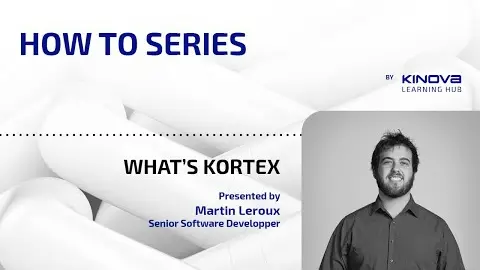 HOW TO SERIES
BY KINOVA
LEARNING HUB
WHAT'S KORTEX
Presented by
Martin Leroux
Senior Software Developper